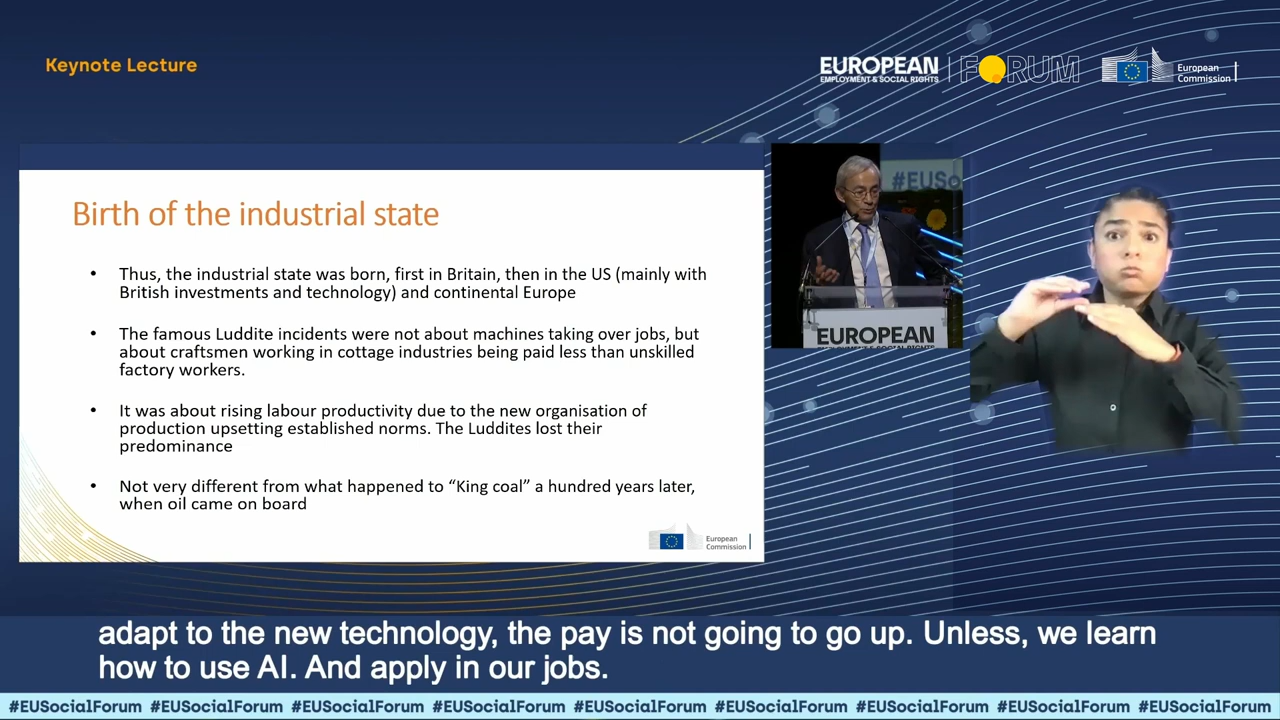 Keynote Lecture
EUROPEAN
EMPLOYMENT & SOCIAL RIGHTS
FORUM
European
Commission
Birth of the industrial state
• Thus, the industrial state was born, first in Britain, then in the US (mainly with
British investments and technology) and continental Europe
• The famous Luddite incidents were not about machines taking over jobs, but
about craftsmen working in cottage industries being paid less than unskilled
factory workers.
• It was about rising labour productivity due to the new organisation of
production upsetting established norms. The Luddites lost their
predominance
• Not very different from what happened to “King coal” a hundred years later,
when oil came on board
European
Commission
#EUSo
EUROPEAN
EMPLOYMENT & SOCIAL RIGHTS
adapt to the new technology, the pay is not going to go up. Unless, we learn
how to use AI. And apply in our jobs.
#EUSocialForum #EUSocialForum #EUSocialForum #EUSocialForum #EUSocialForum #EUSocialForum #EUSocialForum #EUSocialForum #EUSocialForum